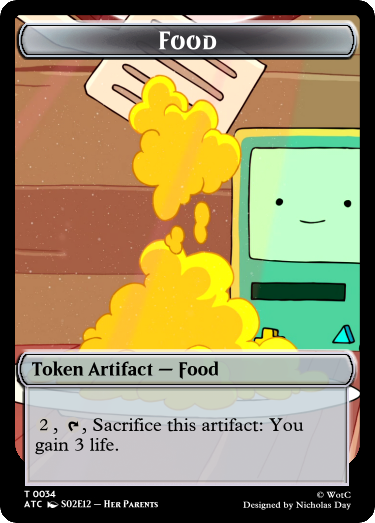 Food
Token Artifact — Food
2, T, Sacrifice this artifact: You
gain 3 life.
T 0034
© WotC
ATC S02E12 — Her Parents
Designed by Nicholas Day